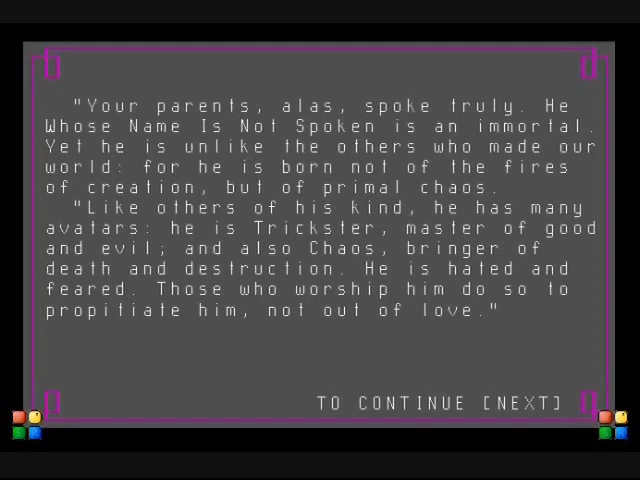 "Your parents, alas, spoke truly. He
Whose Name Is Not Spoken is an immortal.
Yet he is unlike the others who made our
world: for he is born not of the fires
of creation, but of primal chaos.
"Like others of his kind, he has many
avatars: he is Trickster, master of good
and evil; and also Chaos, bringer of
death and destruction. He is hated and
feared. Those who worship him do so to
propitiate him, not out of love."
TO CONTINUE [NEXT]